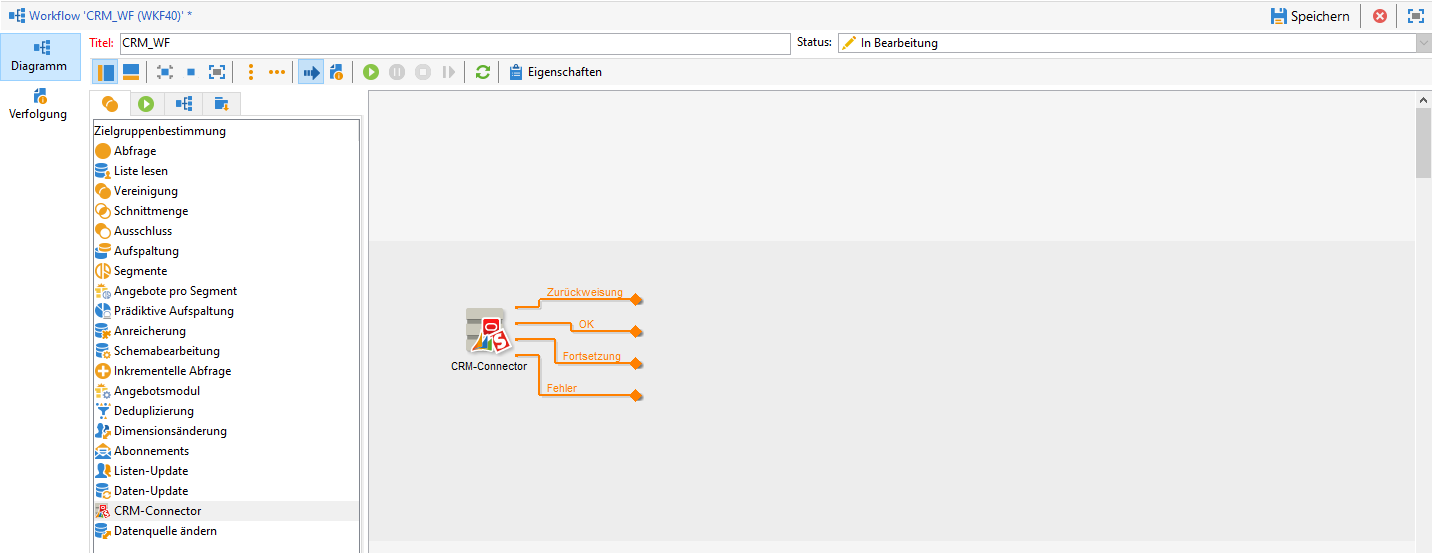 Workflow 'CRM_WF (WKF40)' *
Speichern
Diagramm
Verfolgung
Titel: CRM_WF
Status: In Bearbeitung
Eigenschaften
Zielgruppenbestimmung
Abfrage
Liste lesen
Vereinigung
Schnittmenge
Ausschluss
Aufspaltung
Segmente
Angebote pro Segment
Prädiktive Aufspaltung
Anreicherung
Schemabearbeitung
Inkrementelle Abfrage
Angebotsmodul
Deduplizierung
Dimensionsänderung
Abonnements
Listen-Update
Daten-Update
CRM-Connector
Datenquelle ändern
Zurückweisung
OK
Fortsetzung
Fehler
CRM-Connector